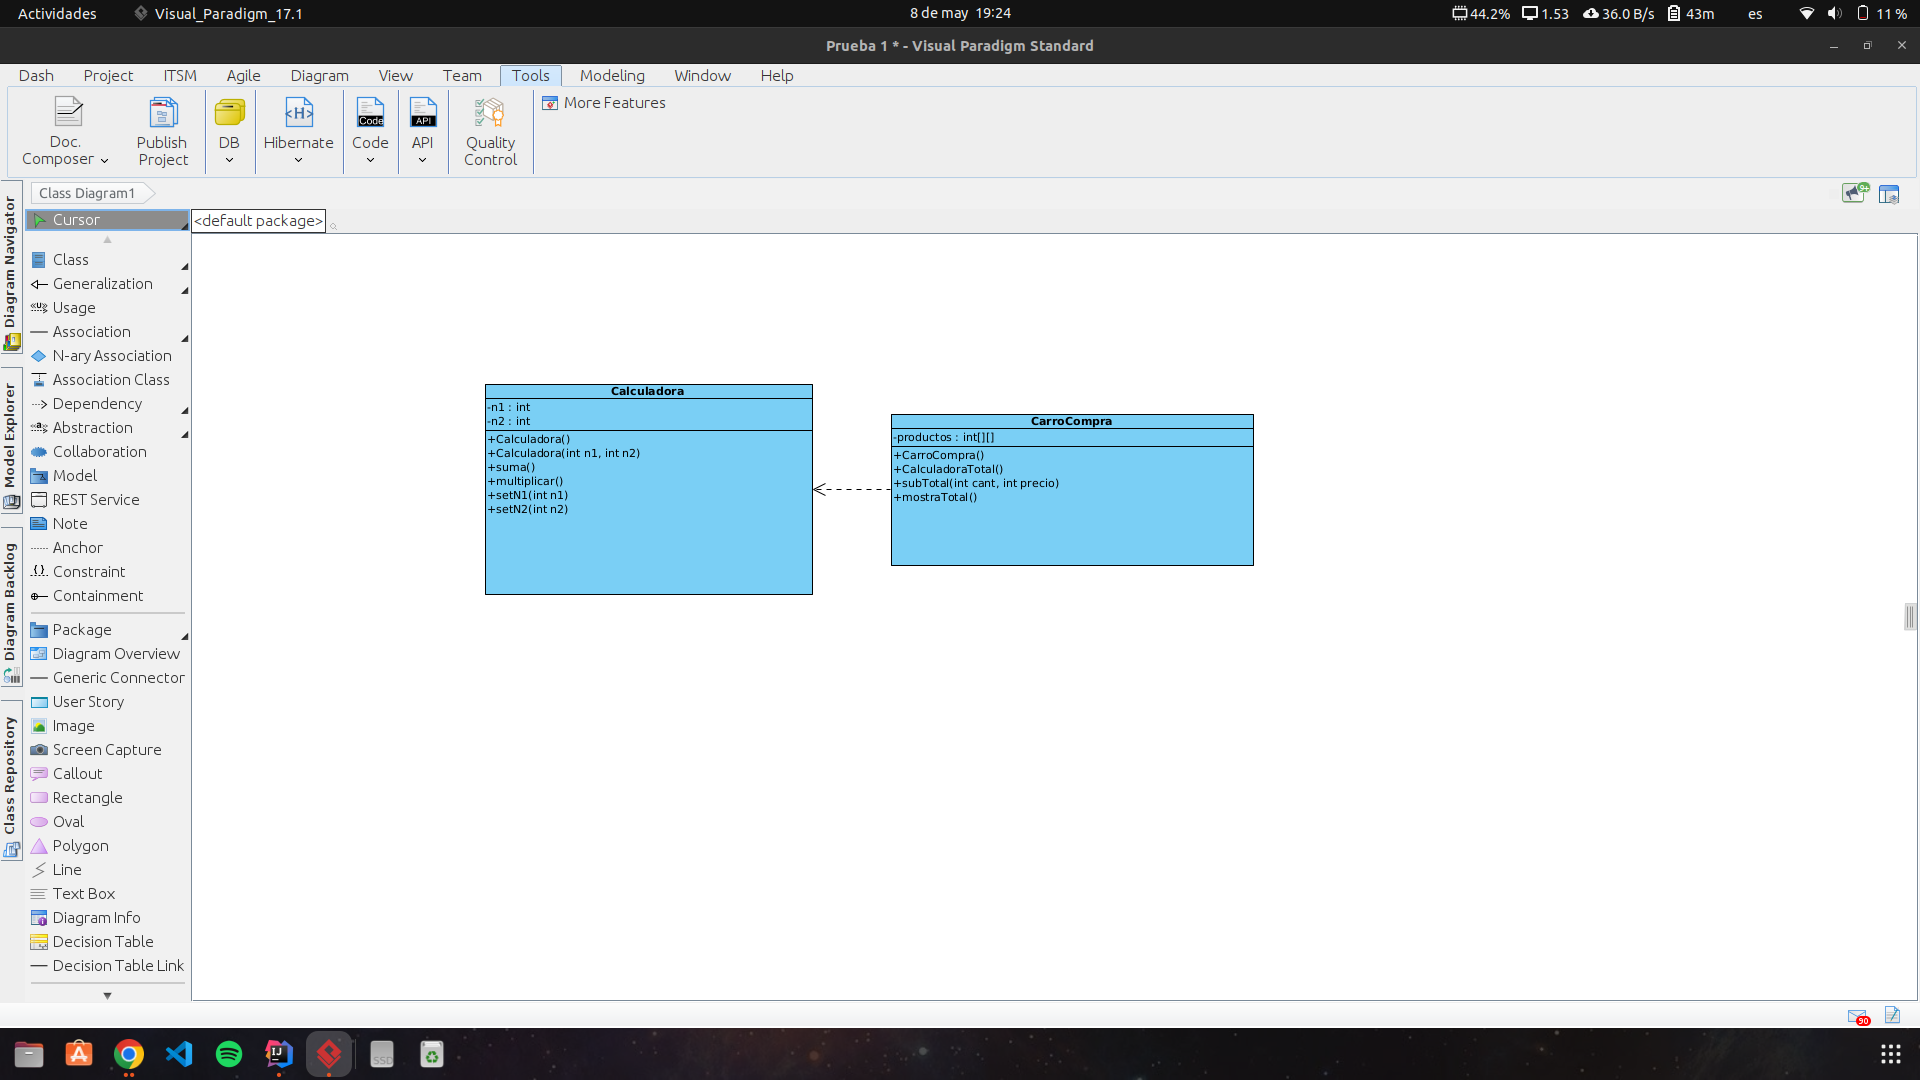 Actividades
Visual_Paradigm_17.1
8 de may 19:24
44.2%
1.53
36.0 B/s
43m
es
11 %
Prueba 1 * - Visual Paradigm Standard
Dash
Project
ITSM
Agile
Diagram
View
Team
Tools
Modeling
Window
Help
Doc.
Composer
Publish
Project
DB
<H>
Hibernate
Code
Code
API
API
Quality
Control
More Features
Class Diagram1
9+
Diagram Navigator
Model Explorer
Diagram Backlog
Class Repository
Cursor
Class
Generalization
Usage
Association
N-ary Association
Association Class
Dependency
Abstraction
Collaboration
Model
REST Service
Note
Anchor
Constraint
Containment
Package
Diagram Overview
Generic Connector
User Story
Image
Screen Capture
Callout
Rectangle
Oval
Polygon
Line
Text Box
Diagram Info
Decision Table
Decision Table Link
<default package>
Calculadora
-n1 : int
-n2 : int
+Calculadora()
+Calculadora(int n1, int n2)
+suma()
+multiplicar()
+setN1(int n1)
+setN2(int n2)
CarroCompra
-productos : int[][]
+CarroCompra()
+CalculadoraTotal()
+subTotal(int cant, int precio)
+mostraTotal()
90
IJ
SSD